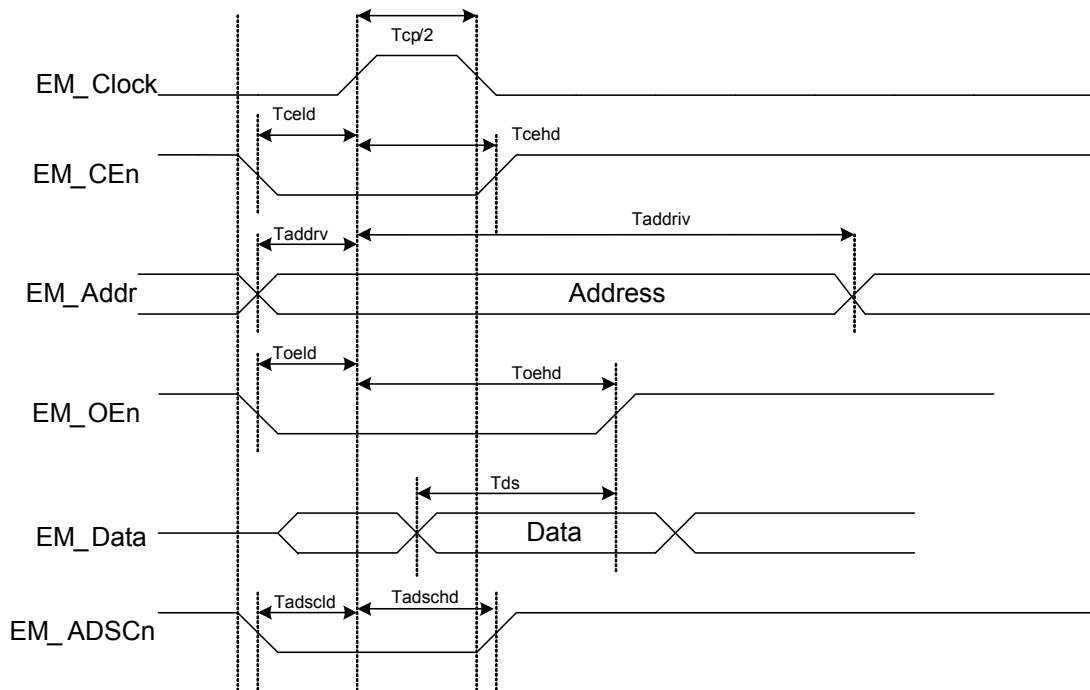 Tcp/2
EM_Clock
Tceld
Tcehd
EM_CEn
Taddriv
Taddrv
EM_Addr
Address
Toeld
Toehd
EM_OEn
Tds
EM_Data
Data
Tadscld
Tadschd
EM_ADSCn